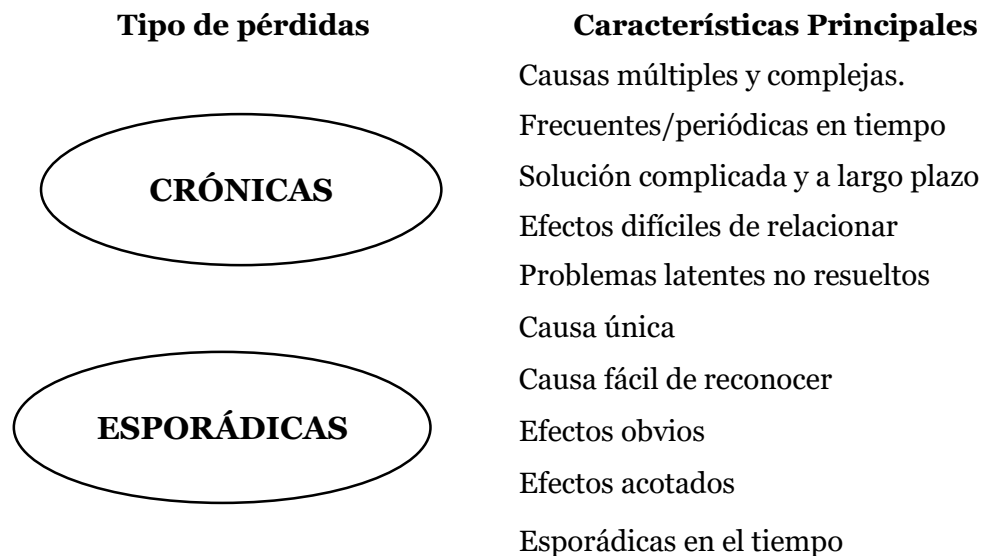 Tipo de pérdidas
Características Principales
CRÓNICAS
Causas múltiples y complejas.
Frecuentes/periódicas en tiempo
Solución complicada y a largo plazo
Efectos difíciles de relacionar
Problemas latentes no resueltos
ESPORÁDICAS
Causa única
Causa fácil de reconocer
Efectos obvios
Efectos acotados
Esporádicas en el tiempo